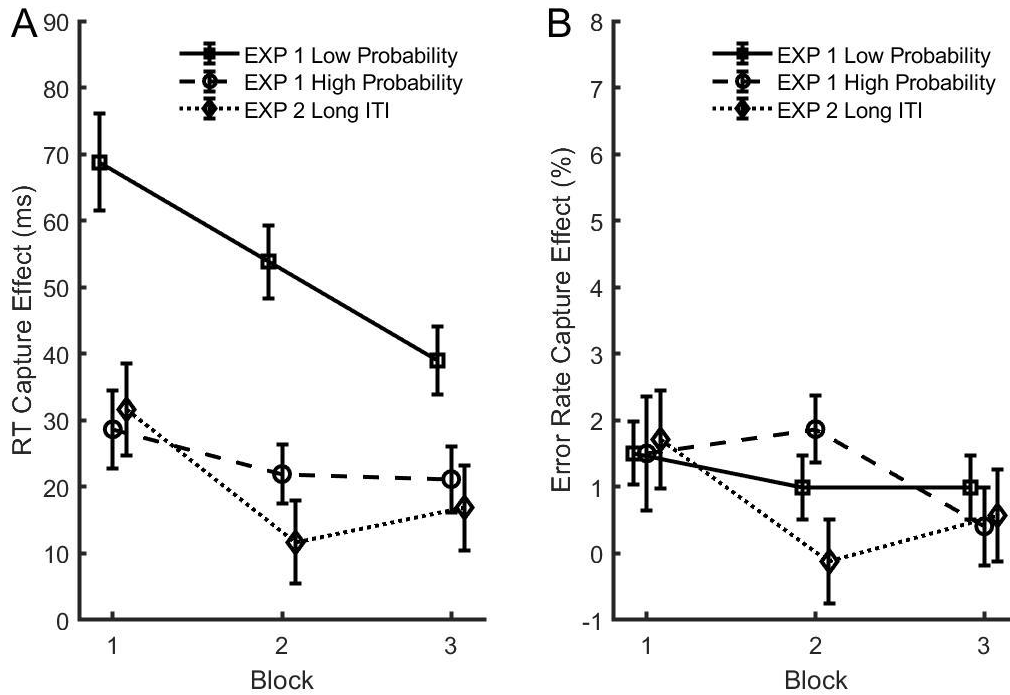 A
RT Capture Effect (ms)
90
80
70
60
50
40
30
20
10
0
EXP 1 Low Probability
EXP 1 High Probability
EXP 2 Long ITI
1 2 3
Block
B
Error Rate Capture Effect (%)
8
7
6
5
4
3
2
1
0
-1
EXP 1 Low Probability
EXP 1 High Probability
EXP 2 Long ITI
1 2 3
Block